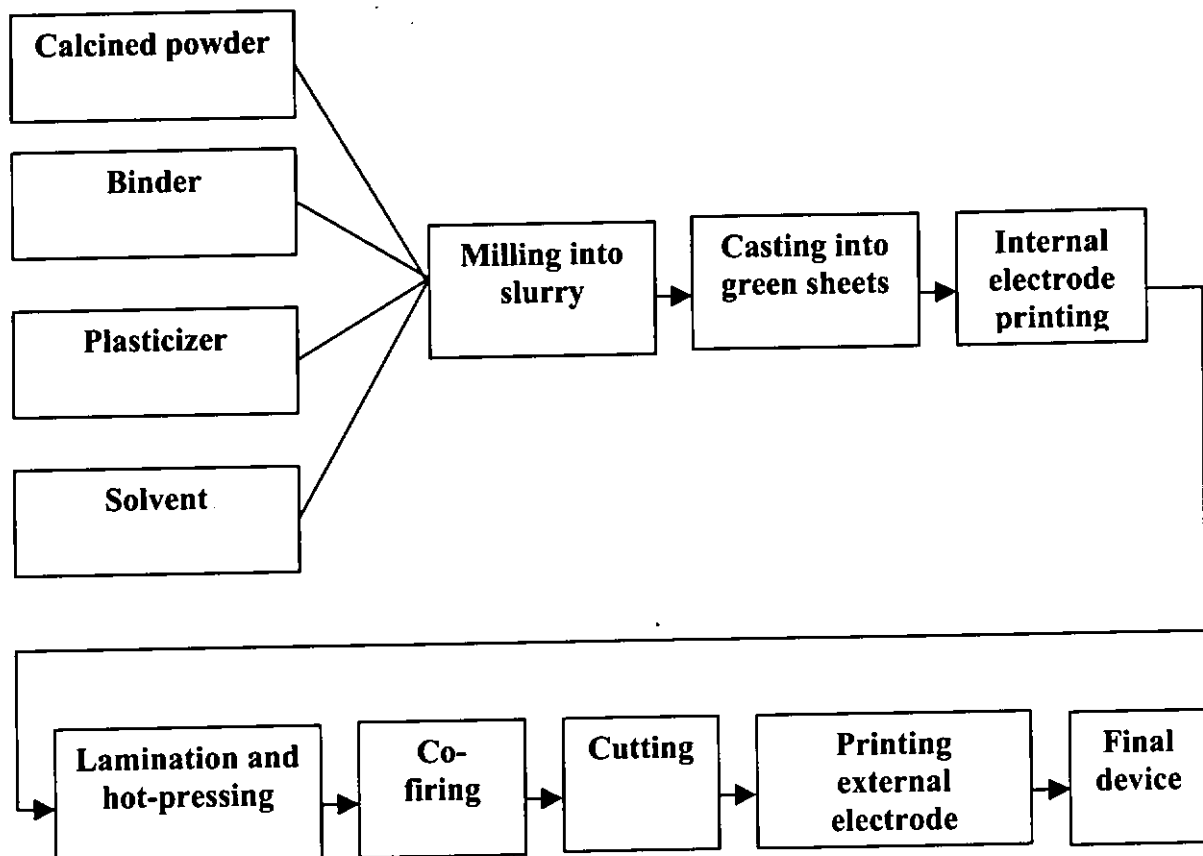 Calcined powder
Binder
Plasticizer
Solvent
Milling into
slurry
Casting into
green sheets
Internal
electrode
printing
Lamination and
hot-pressing
Co-
firing
Cutting
Printing
external
electrode
Final
device